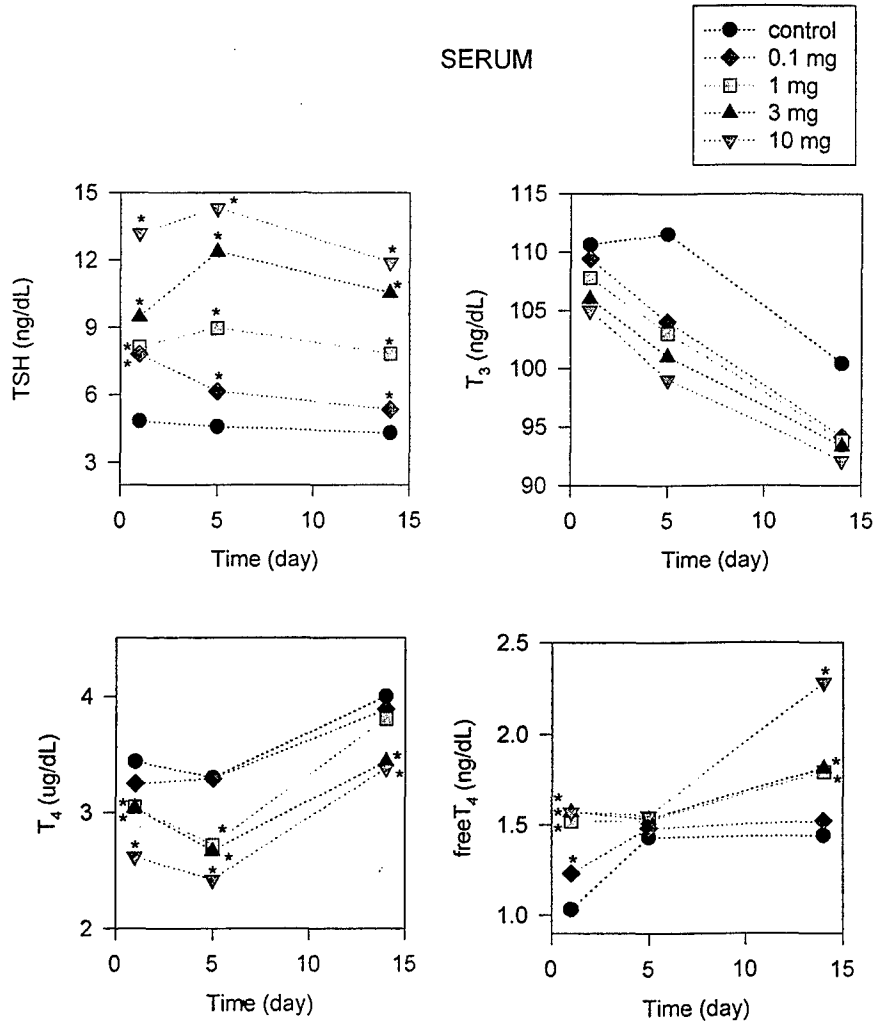 SERUM
control
0.1 mg
1 mg
3 mg
10 mg
TSH (ng/dL)
15
12
9
6
3
0 5 10 15
Time (day)
T3 (ng/dL)
115
110
105
100
95
90
0 5 10 15
Time (day)
T4 (ug/dL)
4
3
2
0 5 10 15
Time (day)
freeT4 (ng/dL)
2.5
2.0
1.5
1.0
0 5 10 15
Time (day)